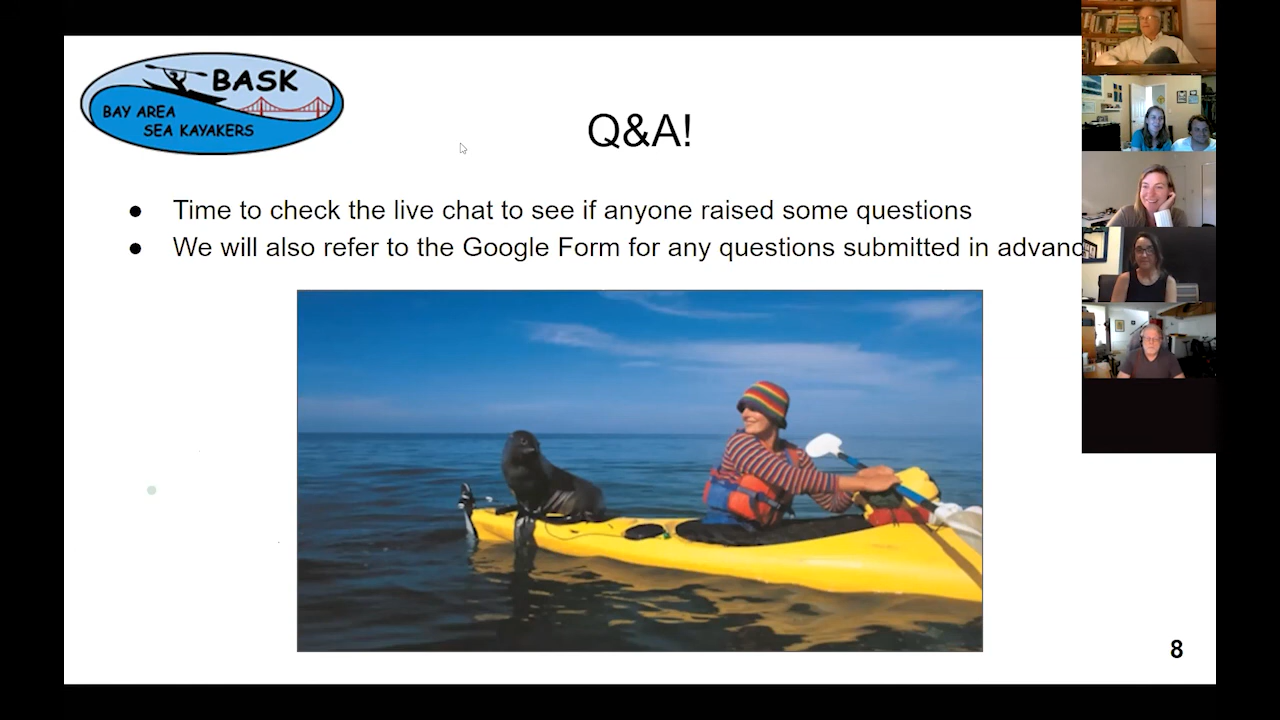 BASK
BAY AREA
SEA KAYAKERS
Q&A!
● Time to check the live chat to see if anyone raised some questions
● We will also refer to the Google Form for any questions submitted in advanc
8